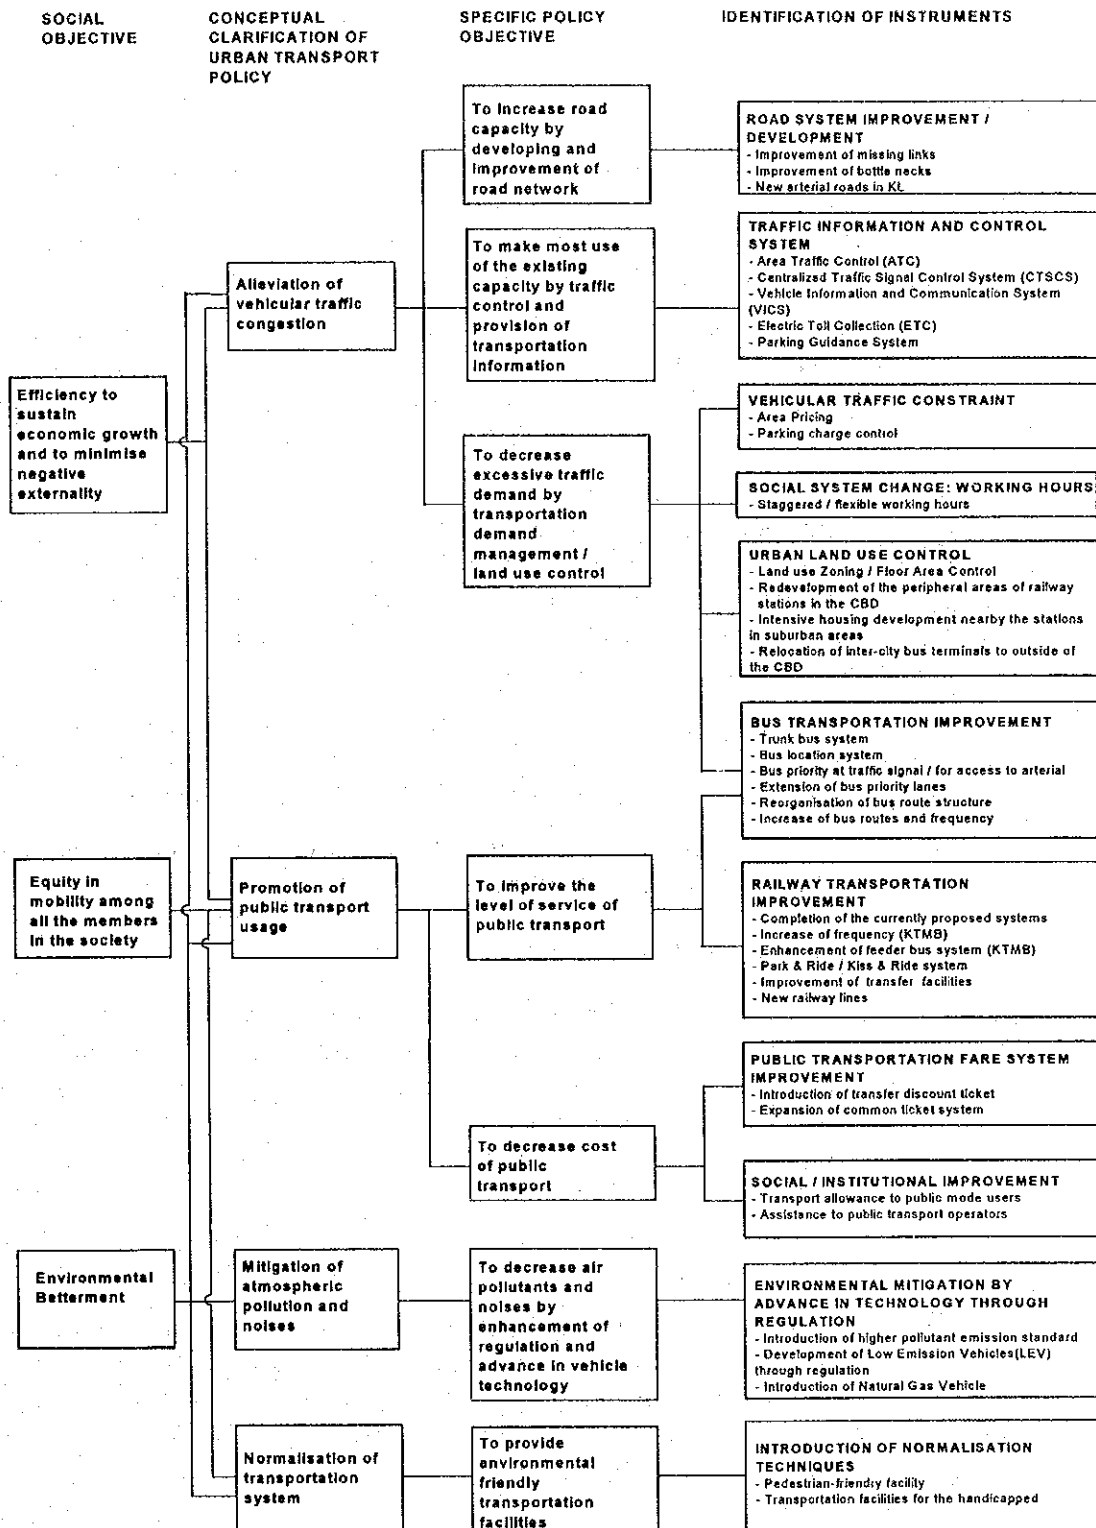 SOCIAL
OBJECTIVE
CONCEPTUAL
CLARIFICATION OF
URBAN TRANSPORT
POLICY
SPECIFIC POLICY
OBJECTIVE
IDENTIFICATION OF INSTRUMENTS
Efficiency to
sustain
economic growth
and to minimise
negative
externality
Equity in
mobility among
all the members
in the society
Environmental
Betterment
Alleviation of
vehicular traffic
congestion
Promotion of
public transport
usage
Mitigation of
atmospheric
pollution and
noises
Normalisation of
transportation
system
To increase road
capacity by
developing and
improvement of
road network
To make most use
of the existing
capacity by traffic
control and
provision of
transportation
information
To decrease
excessive traffic
demand by
transportation
demand
management /
land use control
To improve the
level of service of
public transport
To decrease cost
of public
transport
To decrease air
pollutants and
noises by
enhancement of
regulation and
advance in vehicle
technology
To provide
environmental
friendly
transportation
facilities
ROAD SYSTEM IMPROVEMENT /
DEVELOPMENT
- Improvement of missing links
- Improvement of bottle necks
- New arterial roads in KL
TRAFFIC INFORMATION AND CONTROL
SYSTEM
- Area Traffic Control (ATC)
- Centralized Traffic Signal Control System (CTSCS)
- Vehicle Information and Communication System
(VICS)
- Electric Toll Collection (ETC)
- Parking Guidance System
VEHICULAR TRAFFIC CONSTRAINT
- Area Pricing
- Parking charge control
SOCIAL SYSTEM CHANGE: WORKING HOURS
- Staggered / flexible working hours
URBAN LAND USE CONTROL
- Land use Zoning / Floor Area Control
- Redevelopment of the peripheral areas of railway
stations in the CBD
- Intensive housing development nearby the stations
in suburban areas
- Relocation of inter-city bus terminals to outside of
the CBD
BUS TRANSPORTATION IMPROVEMENT
- Trunk bus system
- Bus location system
- Bus priority at traffic signal / for access to arterial
- Extension of bus priority lanes
- Reorganisation of bus route structure
- Increase of bus routes and frequency
RAILWAY TRANSPORTATION
IMPROVEMENT
- Completion of the currently proposed systems
- Increase of frequency (KTMB)
- Enhancement of feeder bus system (KTMB)
- Park & Ride / Kiss & Ride system
- Improvement of transfer facilities
- New railway lines
PUBLIC TRANSPORTATION FARE SYSTEM
IMPROVEMENT
- Introduction of transfer discount ticket
- Expansion of common ticket system
SOCIAL / INSTITUTIONAL IMPROVEMENT
- Transport allowance to public mode users
- Assistance to public transport operators
ENVIRONMENTAL MITIGATION BY
ADVANCE IN TECHNOLOGY THROUGH
REGULATION
- Introduction of higher pollutant emission standard
- Development of Low Emission Vehicles(LEV)
through regulation
- Introduction of Natural Gas Vehicle
INTRODUCTION OF NORMALISATION
TECHNIQUES
- Pedestrian-friendry facility
- Transportation facilities for the handicapped